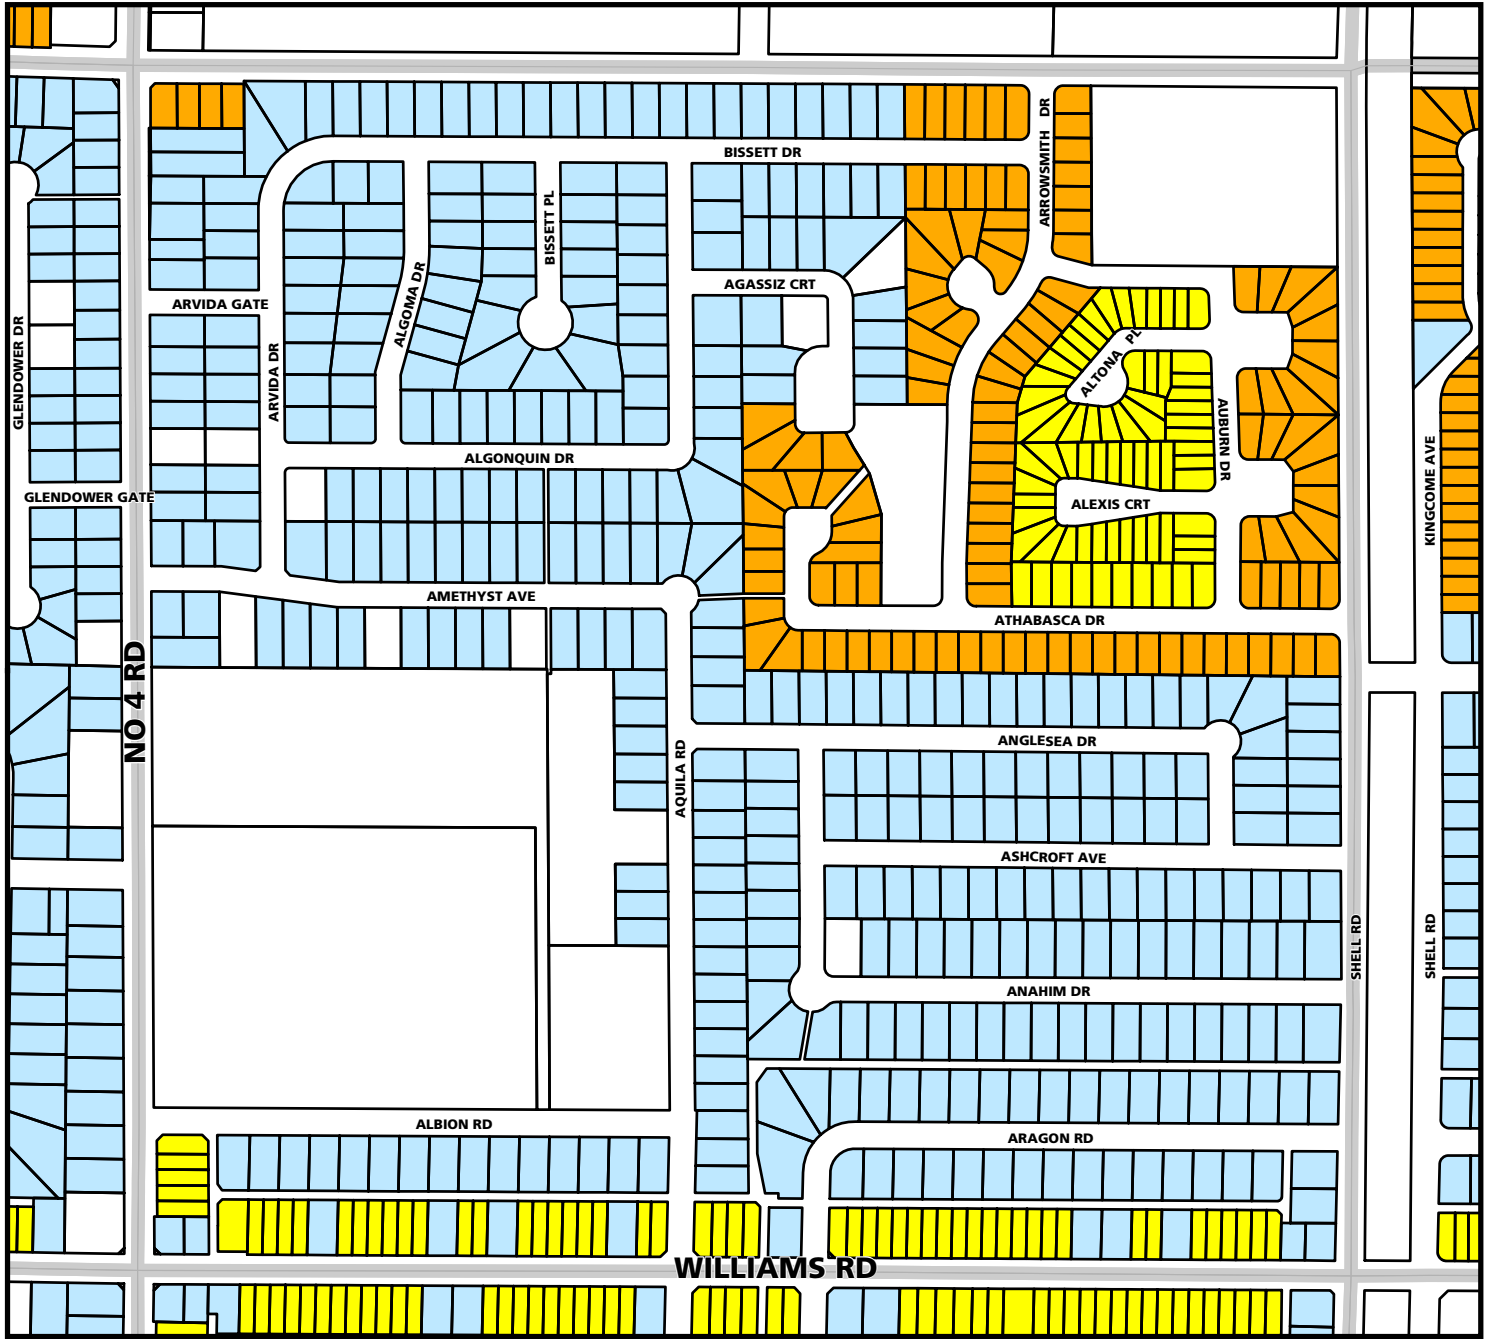 ARROWSMITH DR
BISSETT DR
BISSETT PL
ALGOMA DR
AGASSIZ CRT
ARVIDA GATE
GLENDOWER DR
ARVIDA DR
ALTONA PL
AUBURN DR
ALGONQUIN DR
KINGCOME AVE
GLENDOWER GATE
ALEXIS CRT
AMETHYST AVE
ATHABASCA DR
NO 4 RD
ANGLESEA DR
AQUILA RD
ASHCROFT AVE
SHELL RD
SHELL RD
ANAHIM DR
ALBION RD
ARAGON RD
WILLIAMS RD